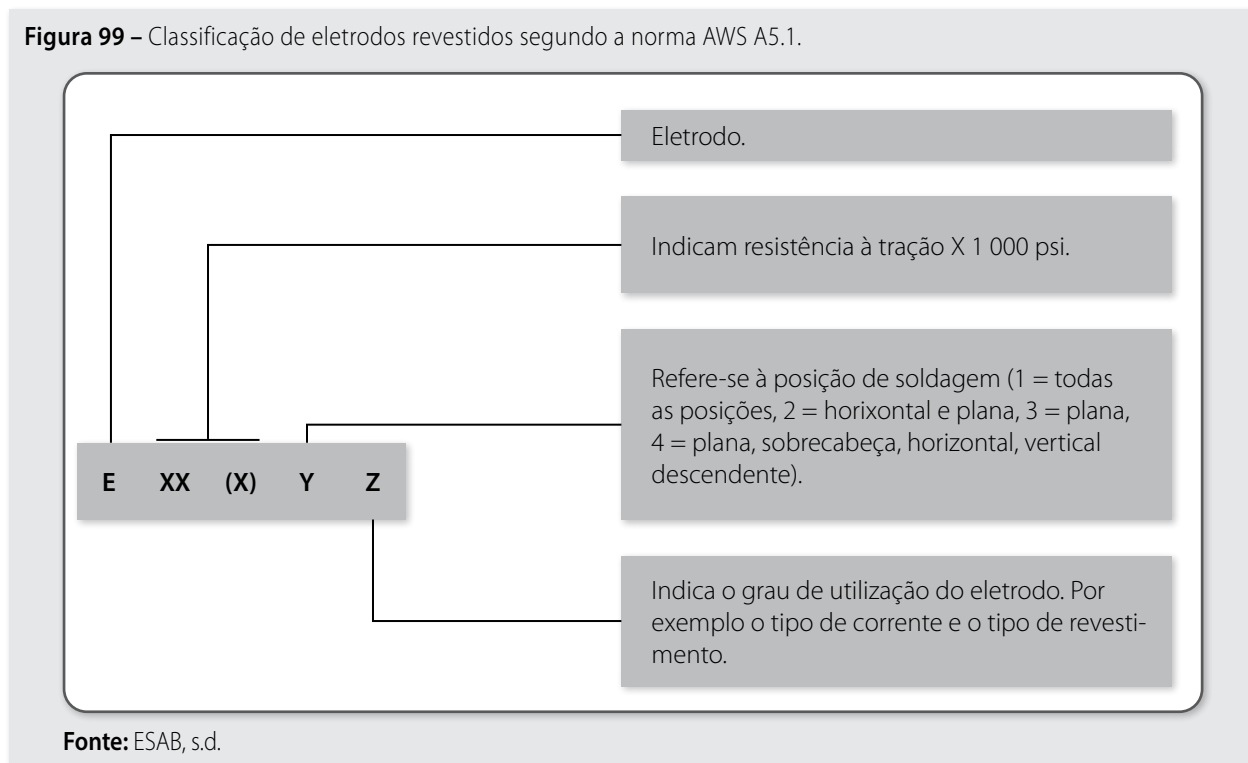 Figura 99 – Classificação de eletrodos revestidos segundo a norma AWS A5.1.
Eletrodo.
Indicam resistência à tração X 1 000 psi.
Refere-se à posição de soldagem (1 = todas
as posições, 2 = horixontal e plana, 3 = plana,
4 = plana, sobrecabeça, horizontal, vertical
descendente).
E XX (X) Y Z
Indica o grau de utilização do eletrodo. Por
exemplo o tipo de corrente e o tipo de revesti-
mento.
Fonte: ESAB, s.d.